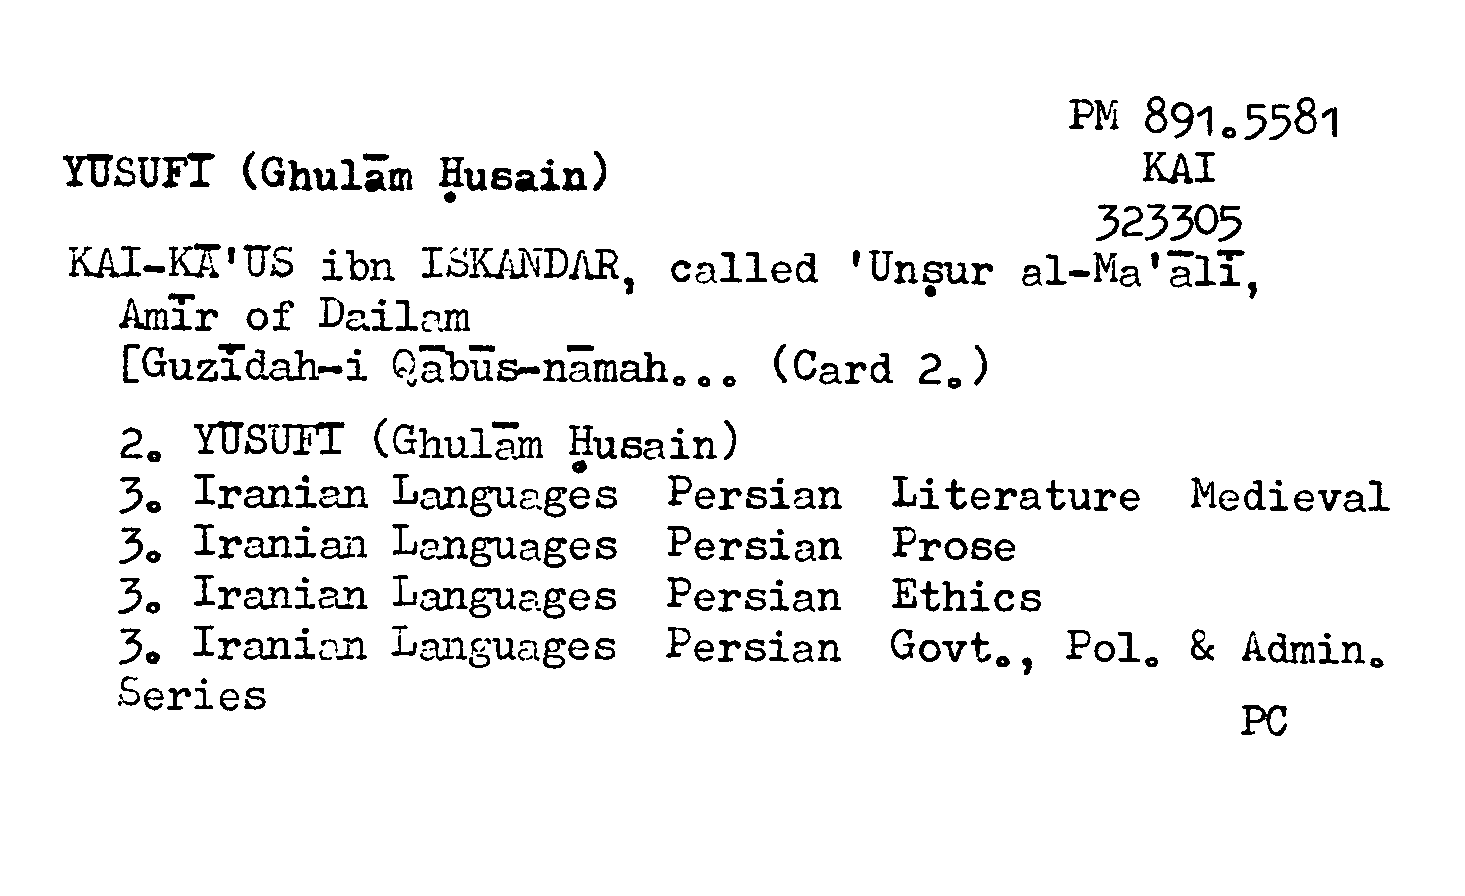 PM 891.5581
YŪSUFĪ (Ghulām Ḥusain)
KAI
323305
KAI-KĀ'ŪS ibn ISKANDAR, called 'Unṣur al-Ma'ālī,
Amīr of Dailam
[Guzīdah-i Qābūs-nāmah... (Card 2.)
2. YŪSUFĪ (Ghulām Ḥusain)
3. Iranian Languages Persian Literature Medieval
3. Iranian Languages Persian Prose
3. Iranian Languages Persian Ethics
3. Iranian Languages Persian Govt., Pol. & Admin.
Series
PC